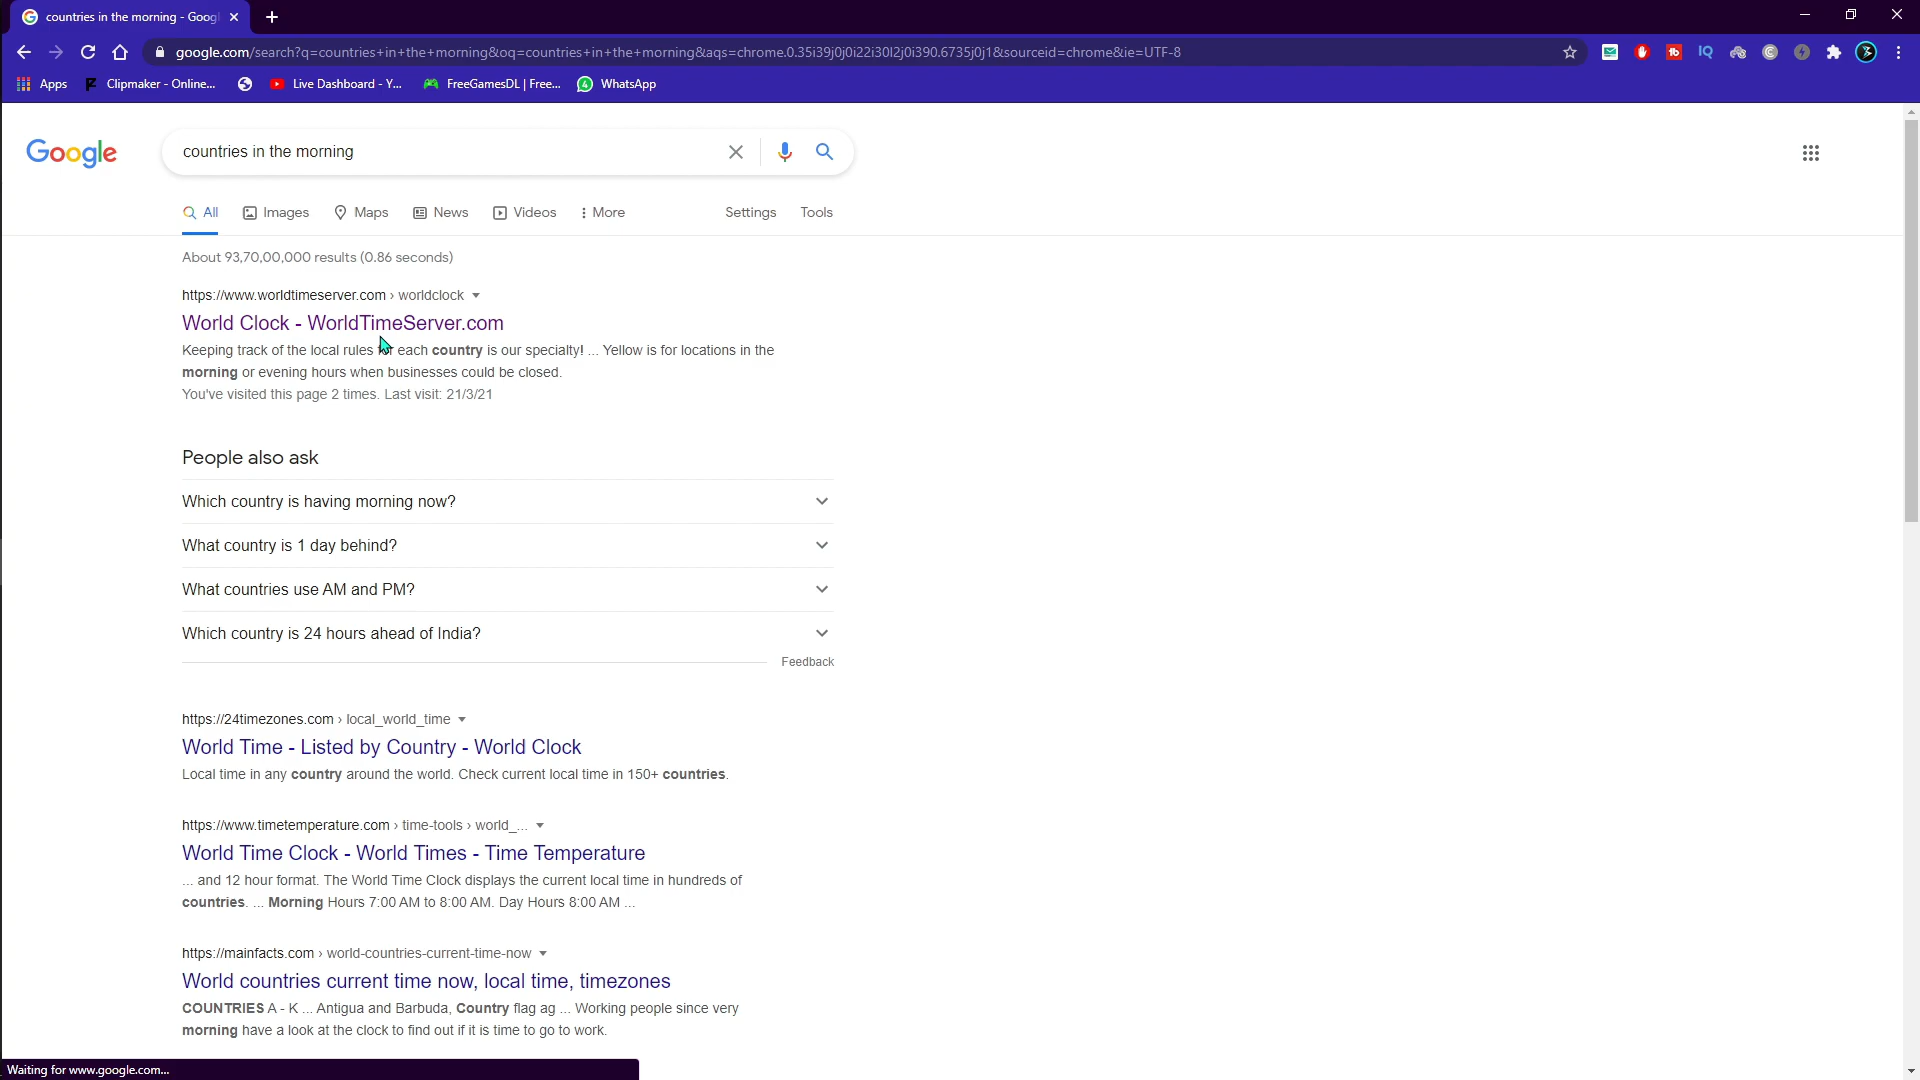 countries in the morning - Goog
google.com/search?q=countries+in+the+morning&oq=countries+in+the+morning&aqs=chrome.0.35i39j0j0i22i30l2j0i390.6735j0j1&sourceid=chrome&ie=UTF-8
Apps
Clipmaker - Online...
Live Dashboard - Y...
FreeGamesDL | Free...
4
WhatsApp
tb
IQ
Google
countries in the morning
All
Images
Maps
News
Videos
More
Settings
Tools
About 93,70,00,000 results (0.86 seconds)
https://www.worldtimeserver.com › worldclock
World Clock - WorldTimeServer.com
Keeping track of the local rules for each country is our specialty! ... Yellow is for locations in the
morning or evening hours when businesses could be closed.
You've visited this page 2 times. Last visit: 21/3/21
People also ask
Which country is having morning now?
What country is 1 day behind?
What countries use AM and PM?
Which country is 24 hours ahead of India?
Feedback
https://24timezones.com › local_world_time
World Time - Listed by Country - World Clock
Local time in any country around the world. Check current local time in 150+ countries.
https://www.timetemperature.com › time-tools › world_...
World Time Clock - World Times - Time Temperature
... and 12 hour format. The World Time Clock displays the current local time in hundreds of
countries. ... Morning Hours 7:00 AM to 8:00 AM. Day Hours 8:00 AM ...
https://mainfacts.com › world-countries-current-time-now
World countries current time now, local time, timezones
COUNTRIES A - K ... Antigua and Barbuda, Country flag ag ... Working people since very
morning have a look at the clock to find out if it is time to go to work.
Waiting for www.google.com...